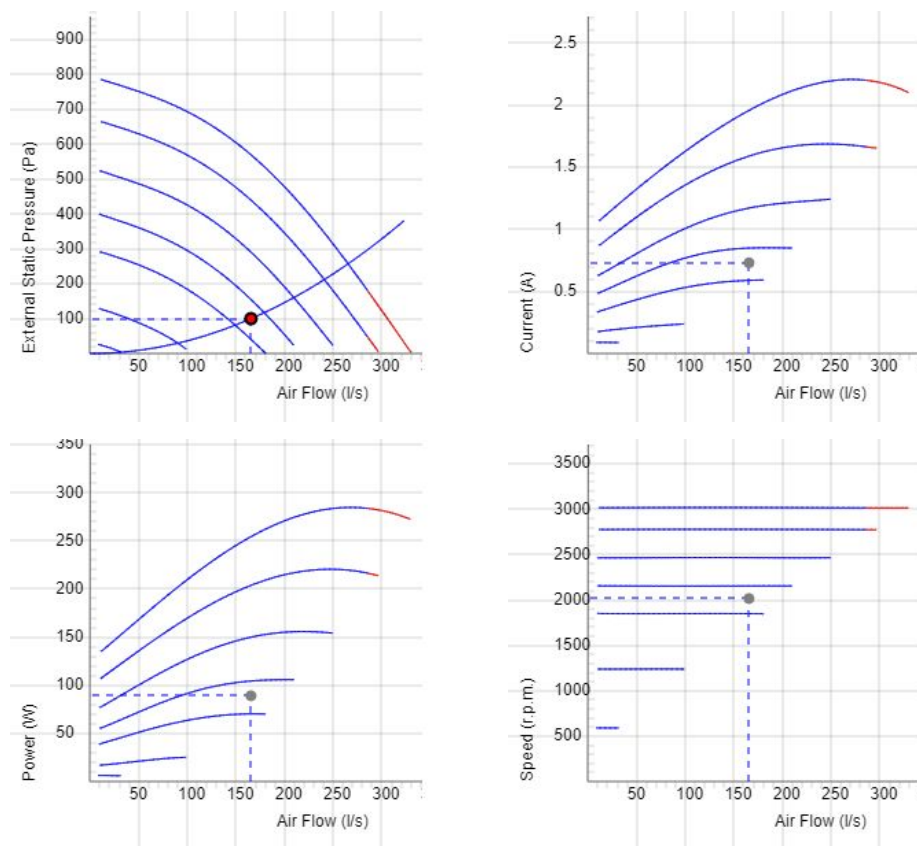 900
800
700
600
500
400
300
200
100
External Static Pressure (Pa)
50 100 150 200 250 300
Air Flow (l/s)
2.5
2
1.5
1
0.5
Current (A)
50 100 150 200 250 300
Air Flow (l/s)
350
300
250
200
150
100
50
Power (W)
50 100 150 200 250 300
Air Flow (l/s)
3500
3000
2500
2000
1500
1000
500
Speed (r.p.m.)
50 100 150 200 250 300
Air Flow (l/s)